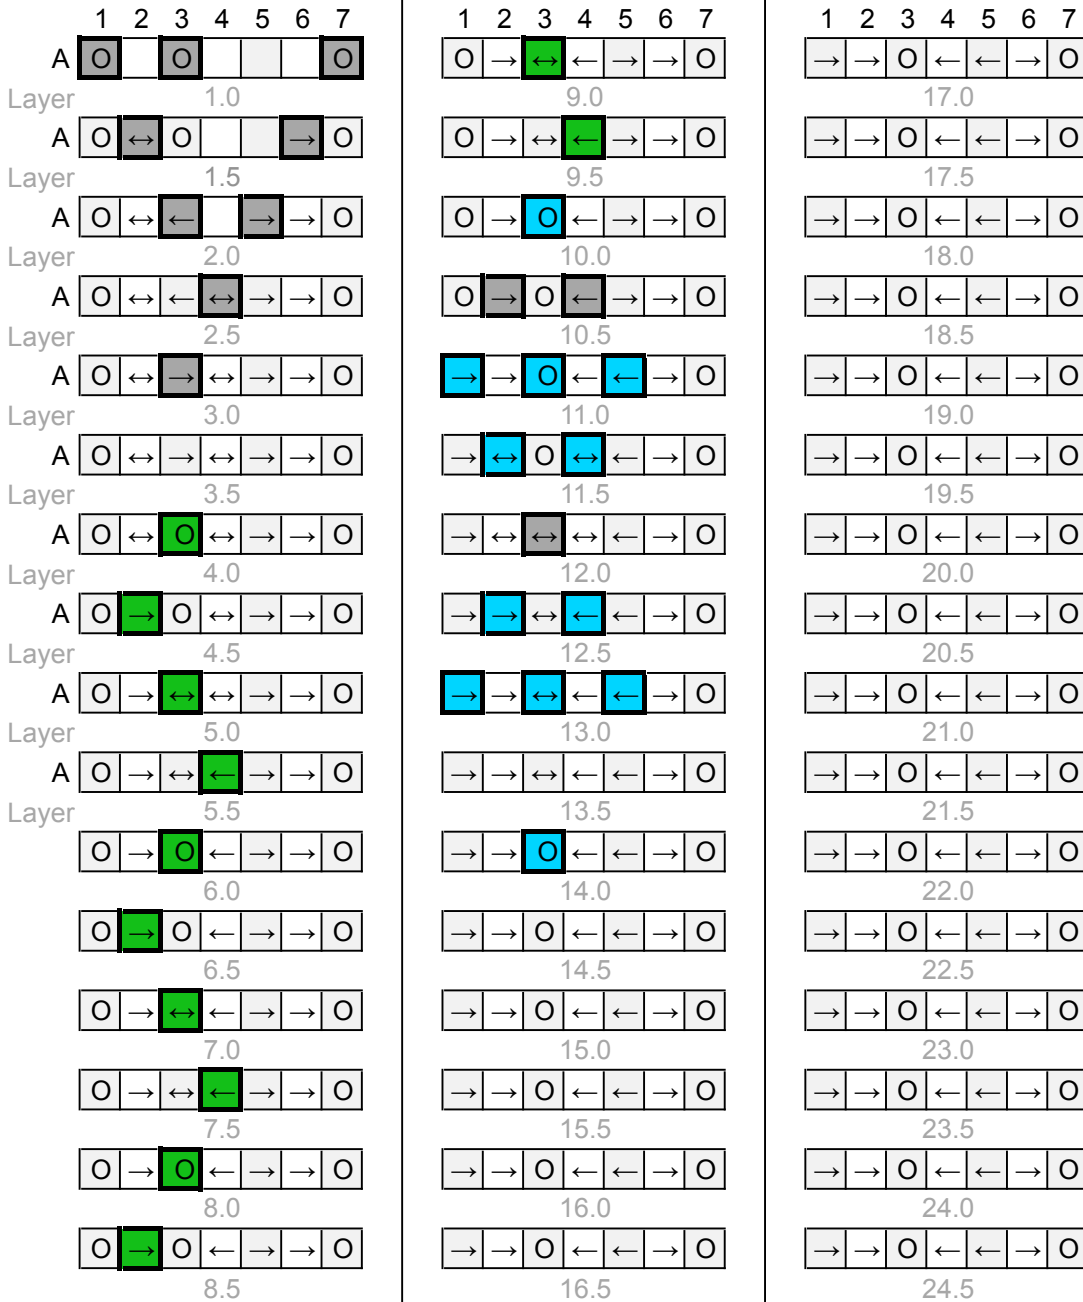 1 2 3 4 5 6 7
A O O O
Layer 1.0
A O ↔ O → O
Layer 1.5
A O ↔ ← → → O
Layer 2.0
A O ↔ ← ↔ → → O
Layer 2.5
A O ↔ → ↔ → → O
Layer 3.0
A O ↔ → ↔ → → O
Layer 3.5
A O ↔ O ↔ → → O
Layer 4.0
A O → O ↔ → → O
Layer 4.5
A O → ↔ ↔ → → O
Layer 5.0
A O → ↔ ← → → O
Layer 5.5
O → O ← → → O
6.0
O → O ← → → O
6.5
O → ↔ ← → → O
7.0
O → ↔ ← → → O
7.5
O → O ← → → O
8.0
O → O ← → → O
8.5
1 2 3 4 5 6 7
O → ↔ ← → → O
9.0
O → ↔ ← → → O
9.5
O → O ← → → O
10.0
O → O ← → → O
10.5
→ → O ← ← → O
11.0
→ ↔ O ↔ ← → O
11.5
→ ↔ ↔ ↔ ← → O
12.0
→ → ↔ ← ← → O
12.5
→ → ↔ ← ← → O
13.0
→ → ↔ ← ← → O
13.5
→ → O ← ← → O
14.0
→ → O ← ← → O
14.5
→ → O ← ← → O
15.0
→ → O ← ← → O
15.5
→ → O ← ← → O
16.0
→ → O ← ← → O
16.5
1 2 3 4 5 6 7
→ → O ← ← → O
17.0
→ → O ← ← → O
17.5
→ → O ← ← → O
18.0
→ → O ← ← → O
18.5
→ → O ← ← → O
19.0
→ → O ← ← → O
19.5
→ → O ← ← → O
20.0
→ → O ← ← → O
20.5
→ → O ← ← → O
21.0
→ → O ← ← → O
21.5
→ → O ← ← → O
22.0
→ → O ← ← → O
22.5
→ → O ← ← → O
23.0
→ → O ← ← → O
23.5
→ → O ← ← → O
24.0
→ → O ← ← → O
24.5